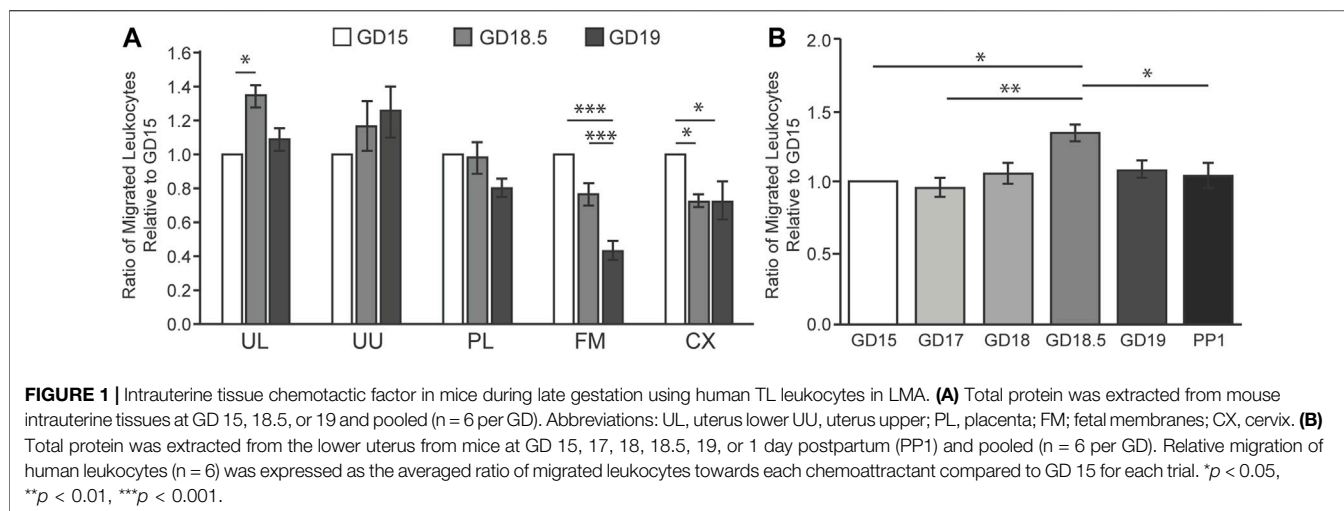 A
GD15 GD18.5 GD19
Ratio of Migrated Leukocytes
Relative to GD15
1.6
1.4
1.2
1.0
0.8
0.6
0.4
0.2
0.0
*
***
***
*
*
UL UU PL FM CX
B
Ratio of Migrated Leukocytes
Relative to GD15
2.0
1.5
1.0
0.5
0.0
*
**
*
GD15 GD17 GD18 GD18.5 GD19 PP1
FIGURE 1 | Intrauterine tissue chemotactic factor in mice during late gestation using human TL leukocytes in LMA. (A) Total protein was extracted from mouse
intrauterine tissues at GD 15, 18.5, or 19 and pooled (n = 6 per GD). Abbreviations: UL, uterus lower UU, uterus upper; PL, placenta; FM; fetal membranes; CX, cervix. (B)
Total protein was extracted from the lower uterus from mice at GD 15, 17, 18, 18.5, 19, or 1 day postpartum (PP1) and pooled (n = 6 per GD). Relative migration of
human leukocytes (n = 6) was expressed as the averaged ratio of migrated leukocytes towards each chemoattractant compared to GD 15 for each trial. *p < 0.05,
**p < 0.01, ***p < 0.001.